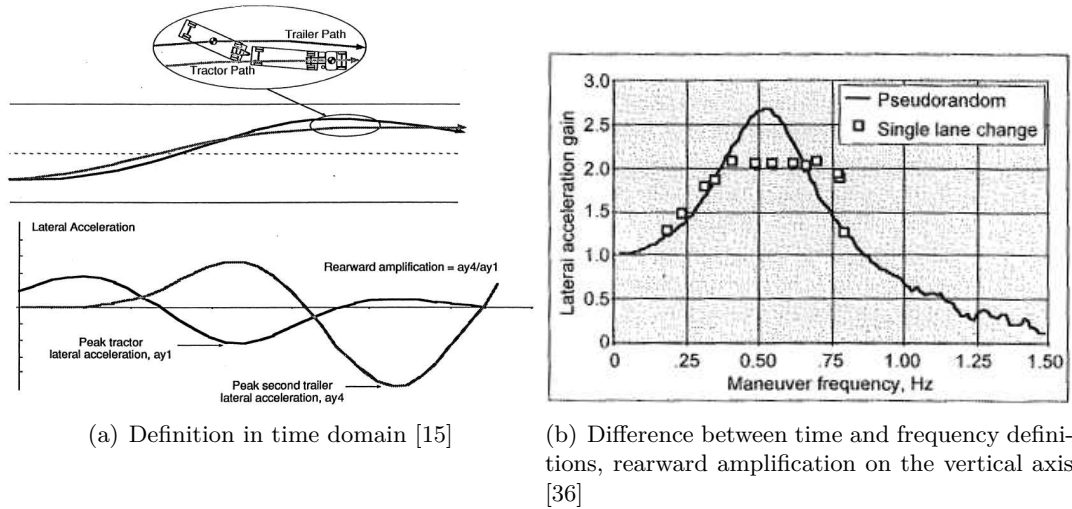 Trailer Path
Tractor Path
Lateral Acceleration
Rearward amplification = ay4/ay1
Peak tractor
lateral acceleration, ay1
Peak second trailer
lateral acceleration, ay4
(a) Definition in time domain [15]
3.0
2.5
2.0
1.5
1.0
0.5
0
Lateral acceleration gain
Pseudorandom
Single lane change
0 .25 0.50 0.75 1.00 1.25 1.50
Maneuver frequency, Hz
(b) Difference between time and frequency defini-
tions, rearward amplification on the vertical axis
[36]